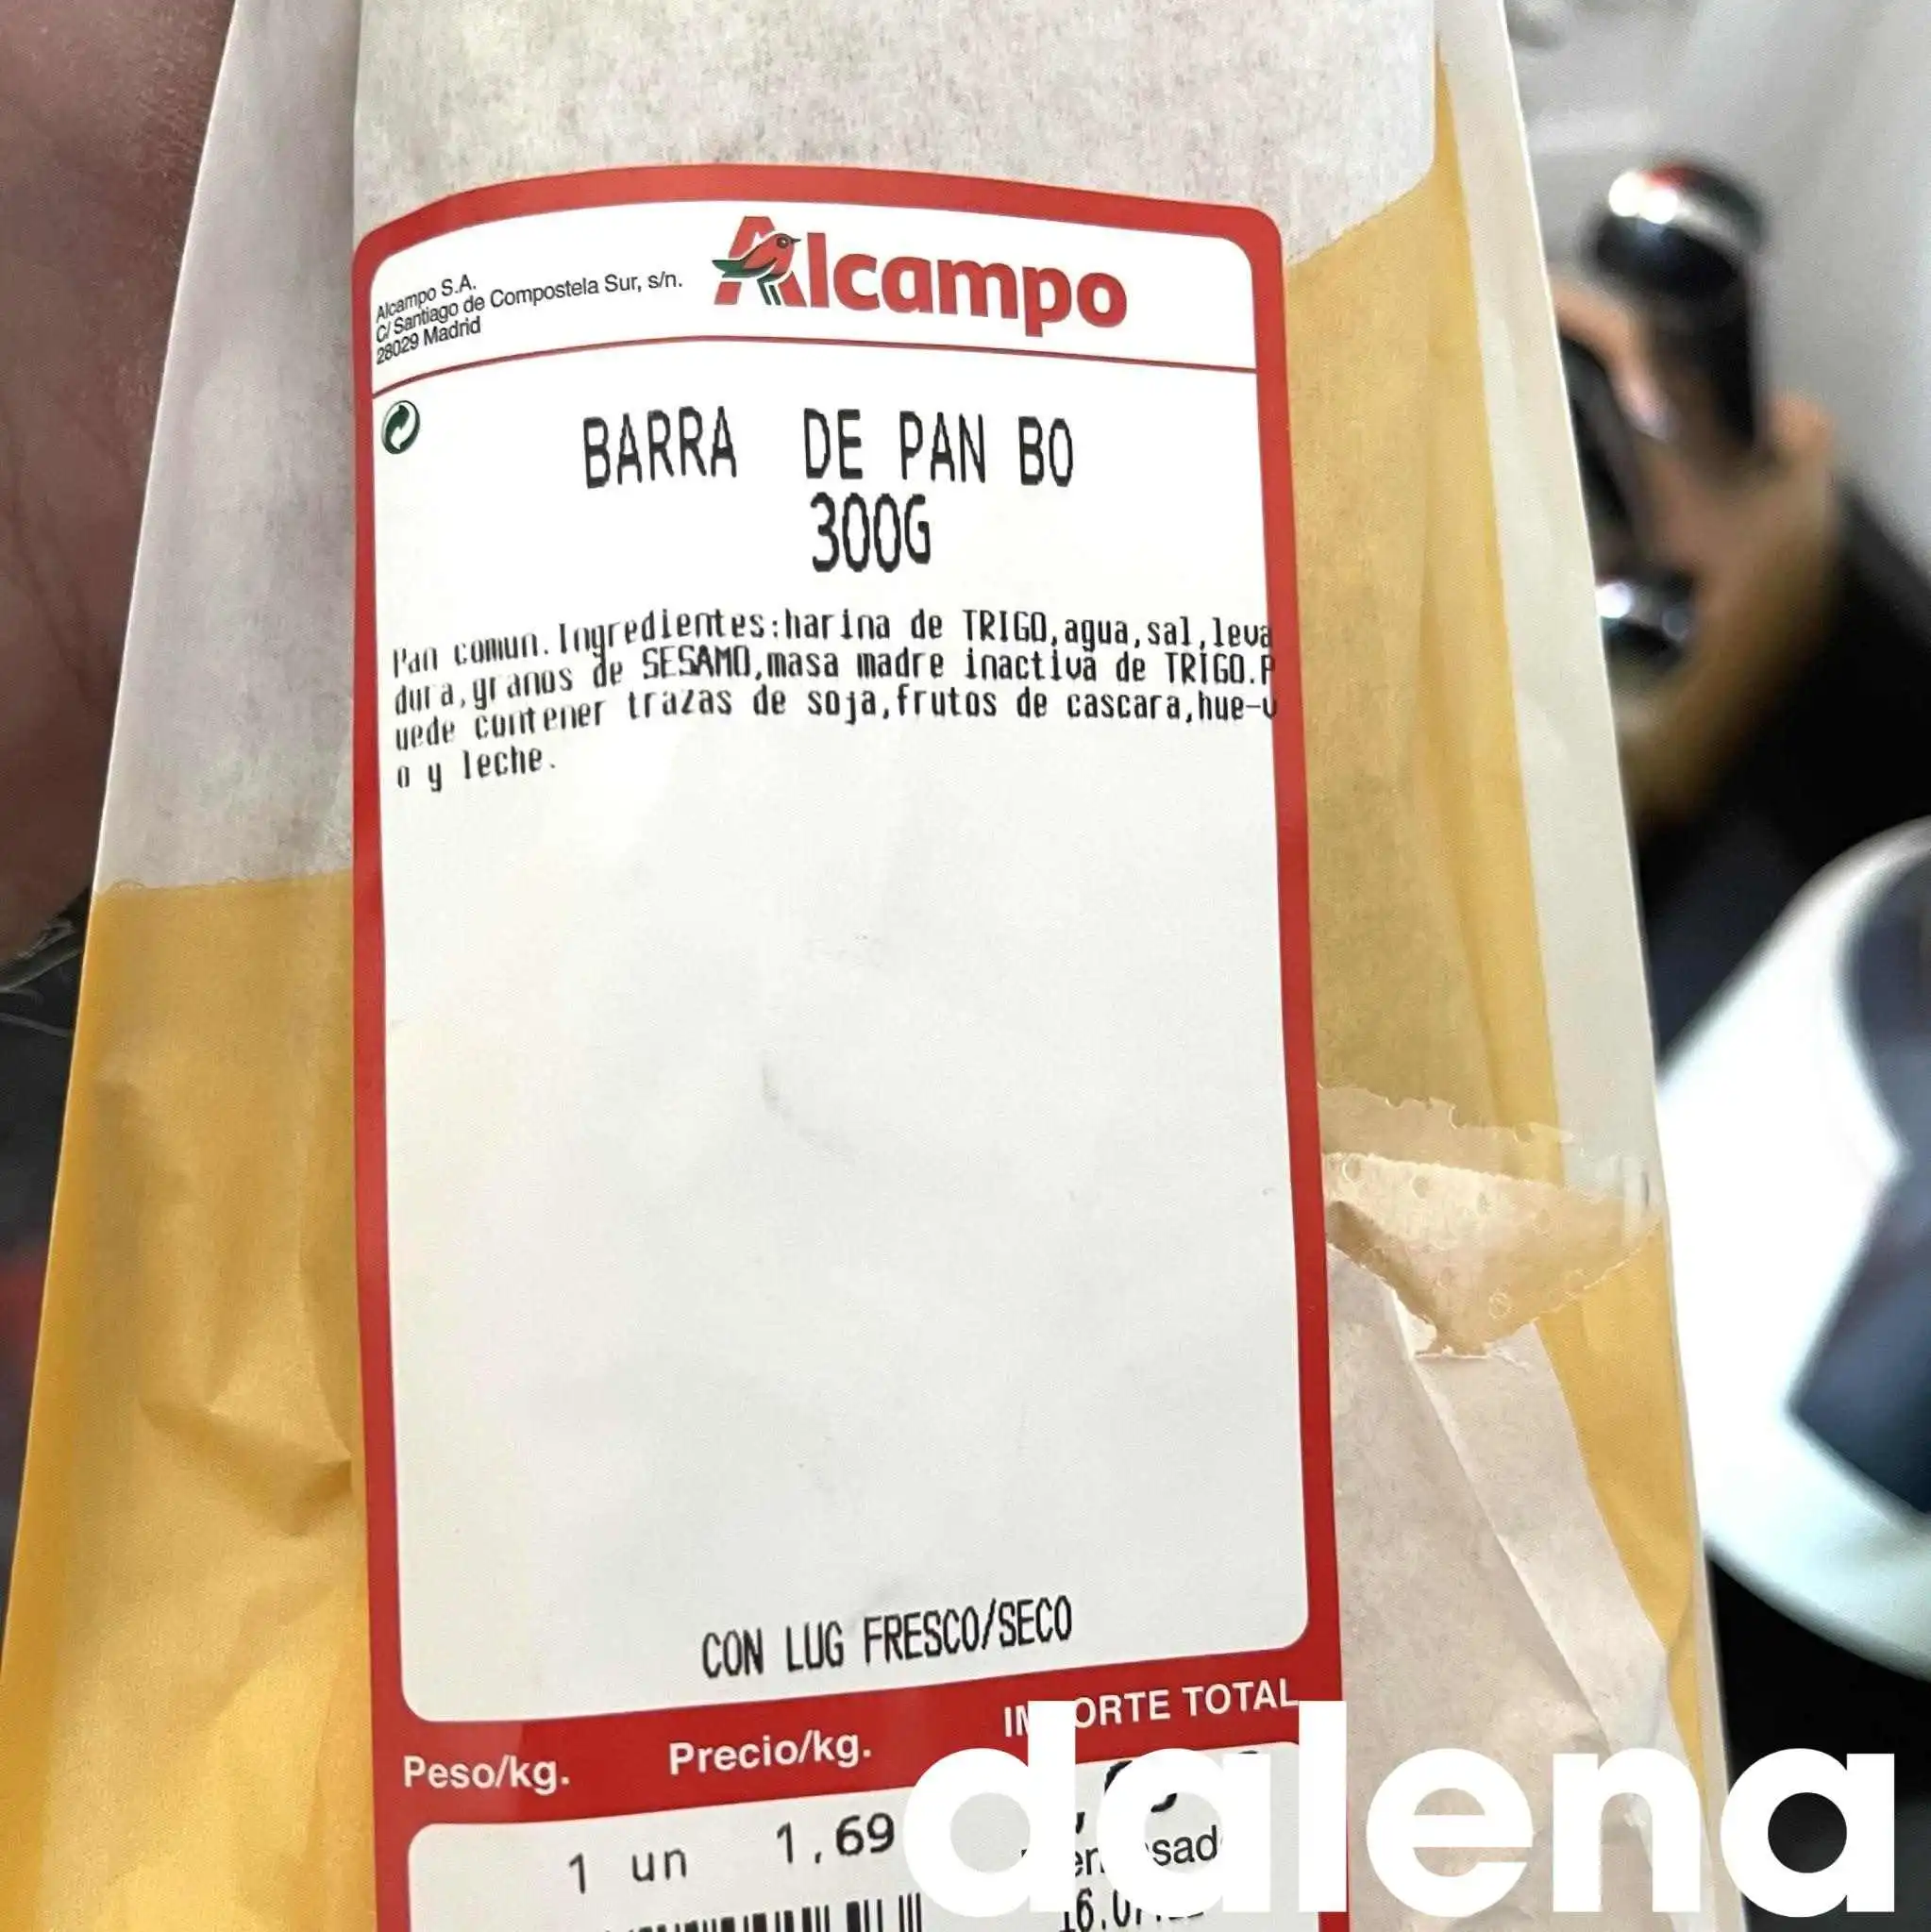 Alcampo S.A.
C/ Santiago de Compostela Sur, s/n.
28029 Madrid
Alcampo
BARRA DE PAN BO
300G
Pan comun. Ingredientes:harina de TRIGO,agua,sal,leva
dura,granos de SESAMO,masa madre inactiva de TRIGO.P
uede contener trazas de soja,frutos de cascara,hue-v
o y leche.
CON LUG FRESCO/SECO
Peso/kg. Precio/kg. IMPORTE TOTAL
1 un 1,69
dalena